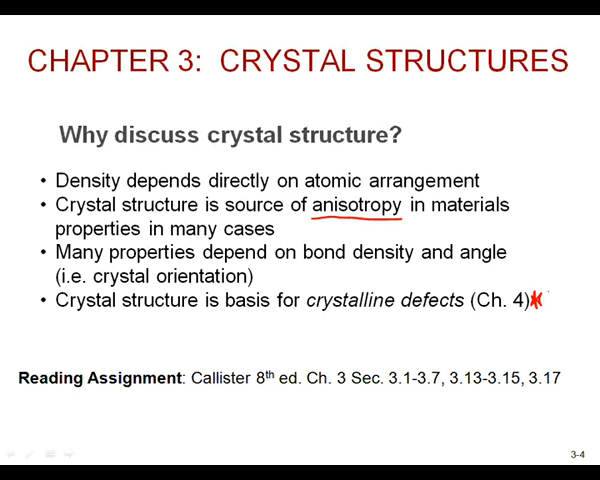 CHAPTER 3: CRYSTAL STRUCTURES
Why discuss crystal structure?
• Density depends directly on atomic arrangement
• Crystal structure is source of anisotropy in materials
properties in many cases
• Many properties depend on bond density and angle
(i.e. crystal orientation)
• Crystal structure is basis for crystalline defects (Ch. 4)*
Reading Assignment: Callister 8th ed. Ch. 3 Sec. 3.1-3.7, 3.13-3.15, 3.17
3-4